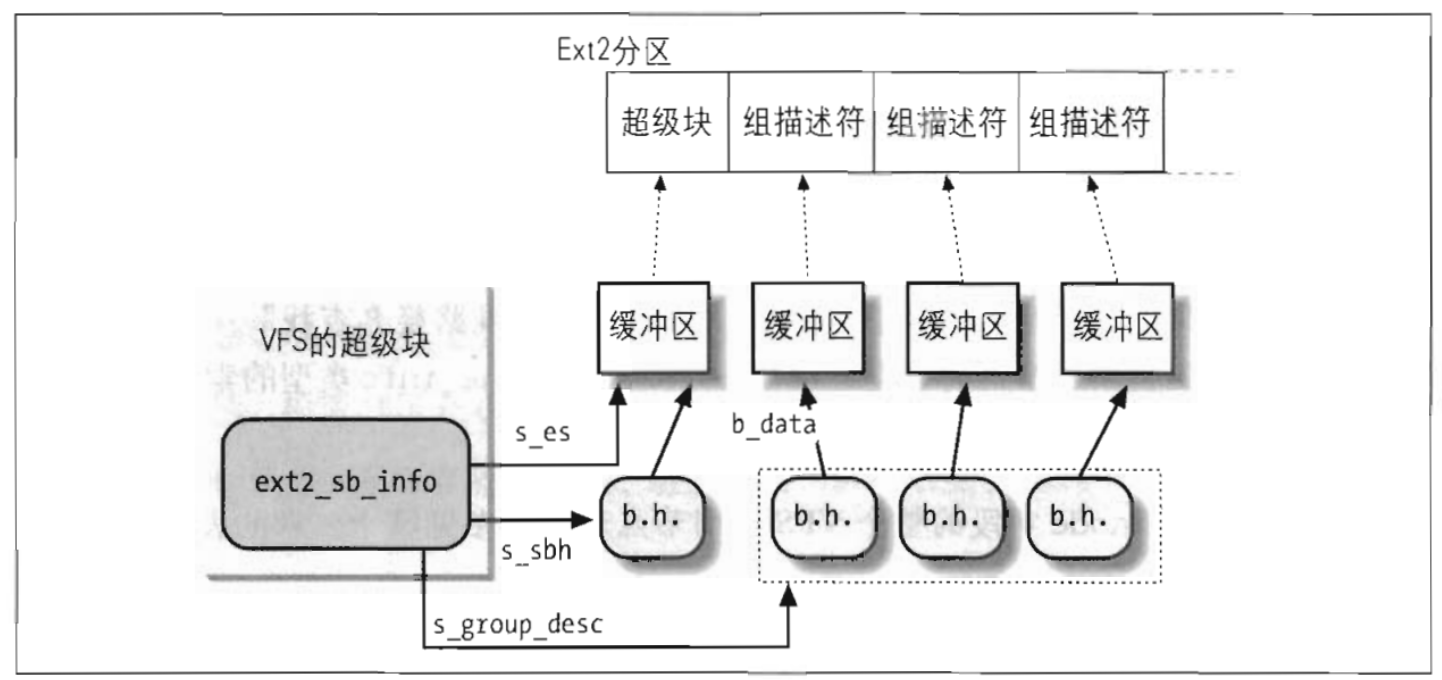 Ext2分区
超级块 组描述符 组描述符 组描述符
VFS的超级块
缓冲区 缓冲区 缓冲区 缓冲区
s_es
b_data
ext2_sb_info
b.h. b.h. b.h. b.h.
s_sbh
s_group_desc